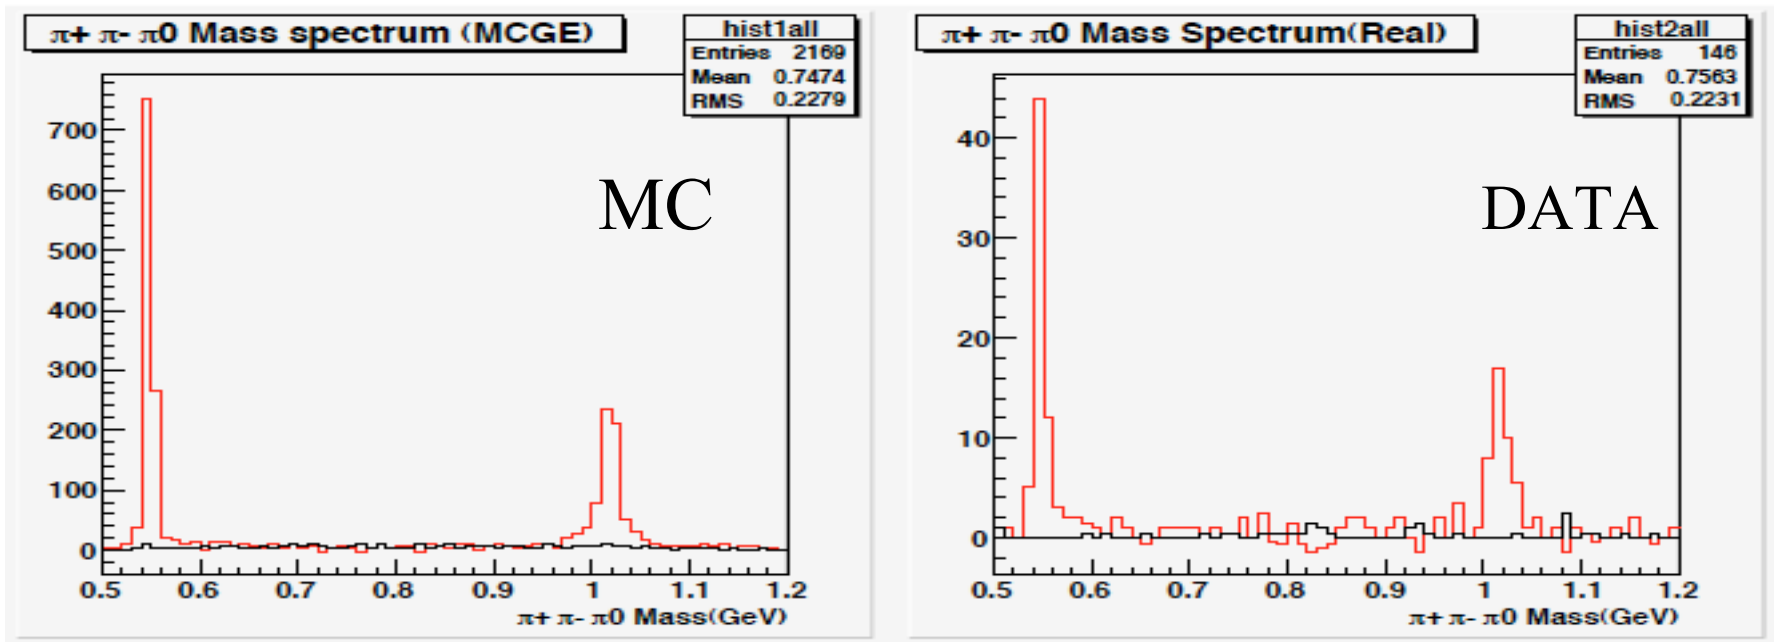 π+ π- π0 Mass spectrum (MCGE)
hist1all
Entries 2169
Mean 0.7474
RMS 0.2279
MC
700
600
500
400
300
200
100
0
0.5 0.6 0.7 0.8 0.9 1 1.1 1.2
π+ π- π0 Mass(GeV)
π+ π- π0 Mass Spectrum(Real)
hist2all
Entries 146
Mean 0.7563
RMS 0.2231
DATA
40
30
20
10
0
0.5 0.6 0.7 0.8 0.9 1 1.1 1.2
π+ π- π0 Mass(GeV)